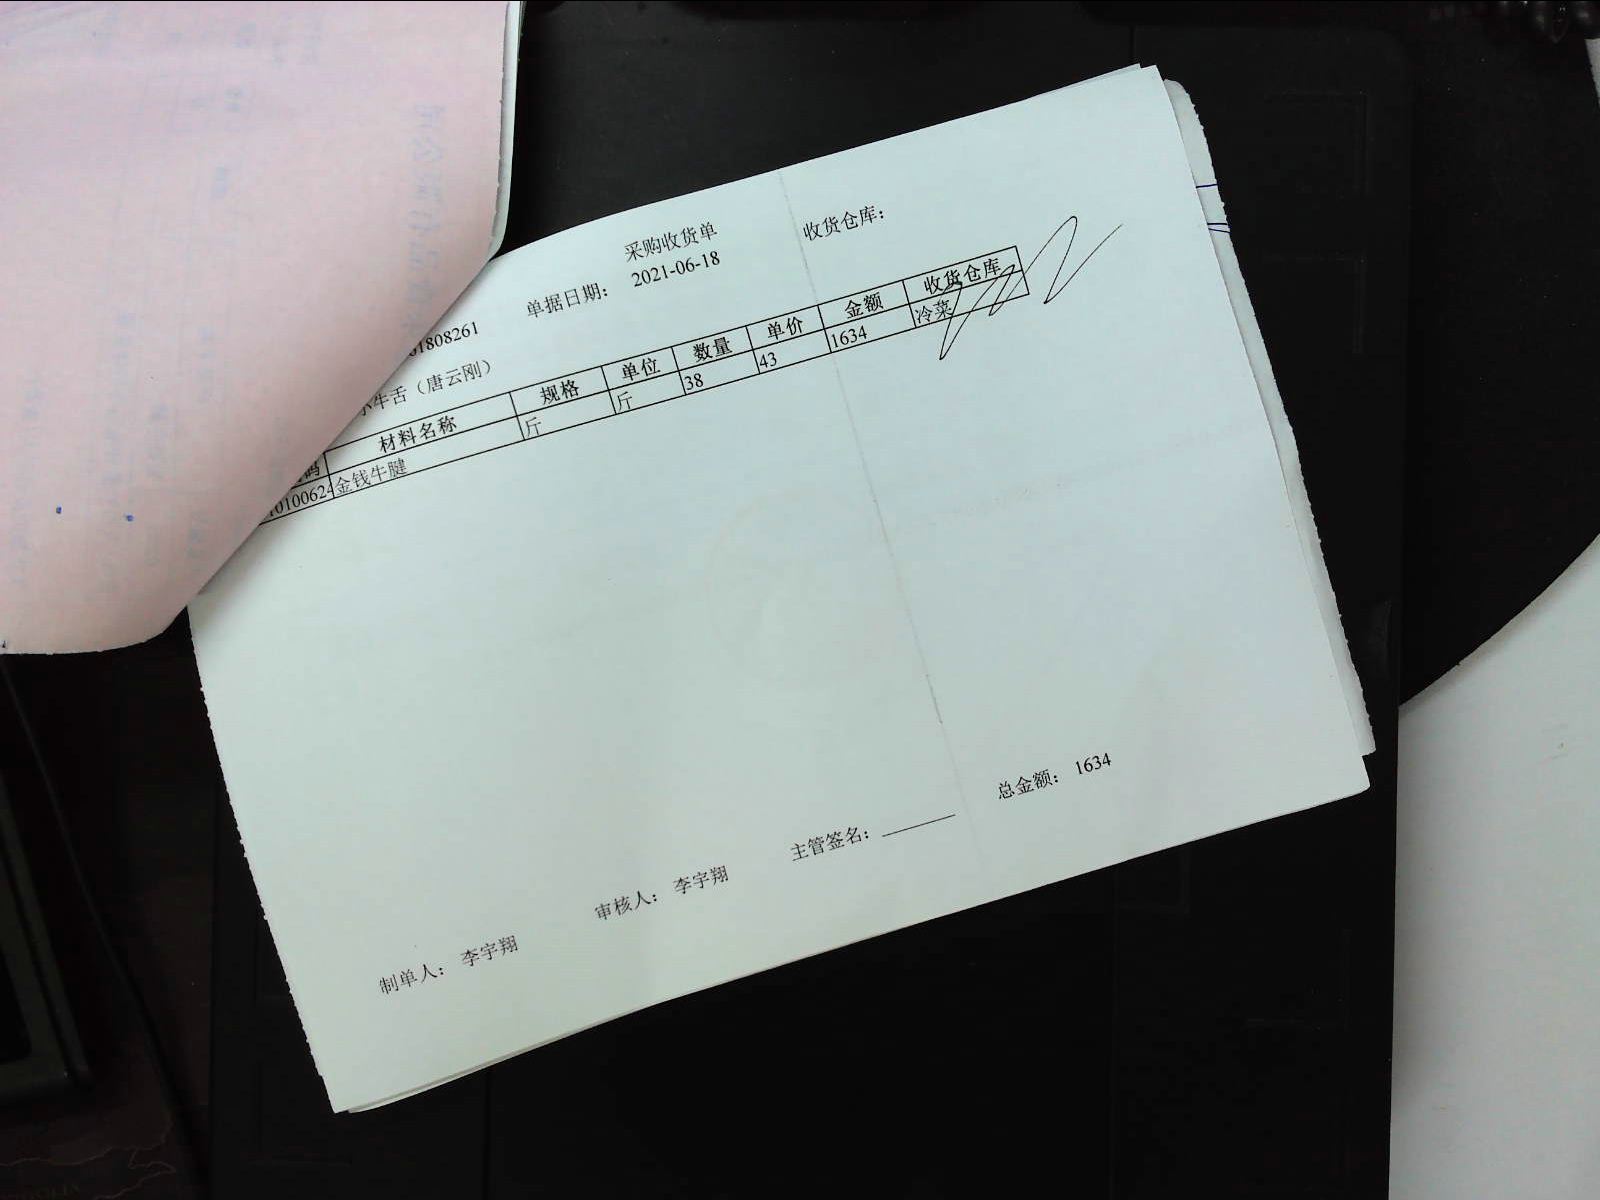 采购收货单
收货仓库：
单据日期： 2021-06-18
61808261
牛舌（唐云刚）
码 材料名称 规格 单位 数量 单价 金额 收货仓库
10100624 金钱牛腱 斤 斤 38 43 1634 冷菜
总金额： 1634
制单人： 李宇翔 审核人： 李宇翔 主管签名：